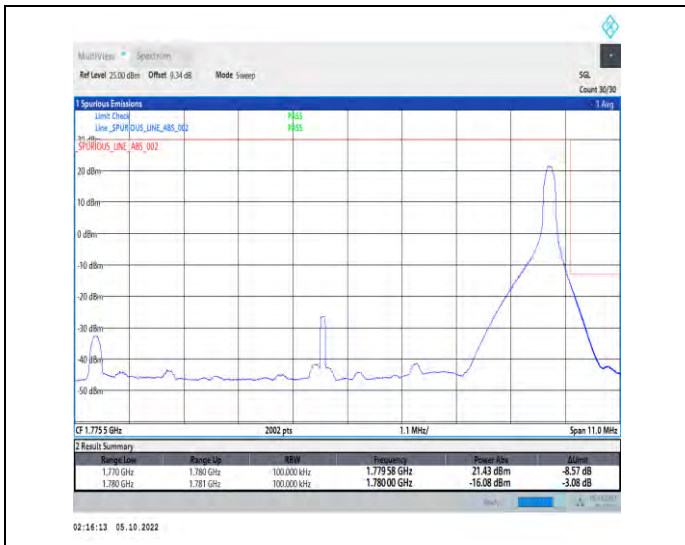 MultiView Spectrum
Ref Level 25.00 dBm Offset 9.34 dB Mode Sweep SGL
Count 30/30
1 Spurious Emissions 1 Avg
Limit Check PASS
Line _SPURIOUS_LINE_ABS_002 PASS
_SPURIOUS_LINE_ABS_002
20 dBm
10 dBm
0 dBm
-10 dBm
-20 dBm
-30 dBm
-40 dBm
-50 dBm
CF 1.775 5 GHz 2002 pts 1.1 MHz/ Span 11.0 MHz
2 Result Summary
Range Low Range Up RBW Frequency Power Abs ΔLimit
1.770 GHz 1.780 GHz 100.000 kHz 1.779 58 GHz 21.43 dBm -8.57 dB
1.780 GHz 1.781 GHz 100.000 kHz 1.780 00 GHz -16.08 dBm -3.08 dB
Ready
02:16:13 05.10.2022